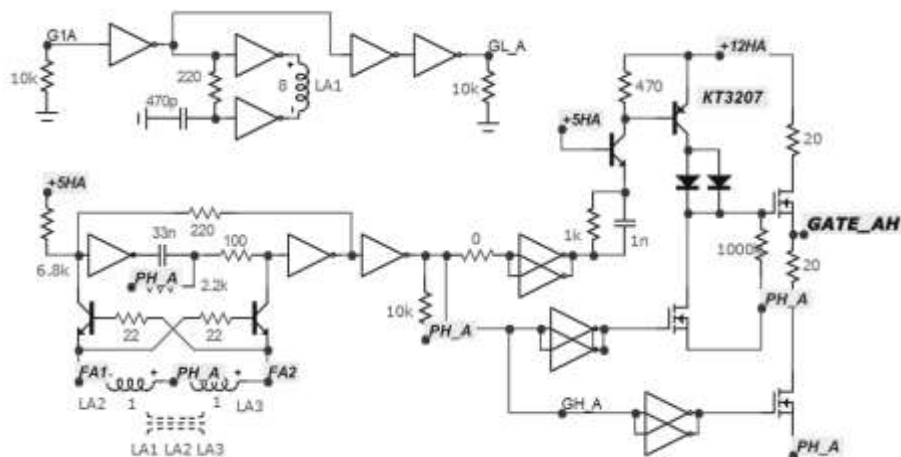 G1A
10k
220
470p
+
8
-
LA1
GL_A
10k
+12HA
470
KT3207
+5HA
20
1k
1n
GATE_AH
1000k
20
PH_A
+5HA
6.8k
220
33n
100
PH_A
2.2k
22
22
0
10k
PH_A
FA1
-
+
PH_A
+
FA2
LA2
1
1
LA3
LA1 LA2 LA3
GH_A
PH_A